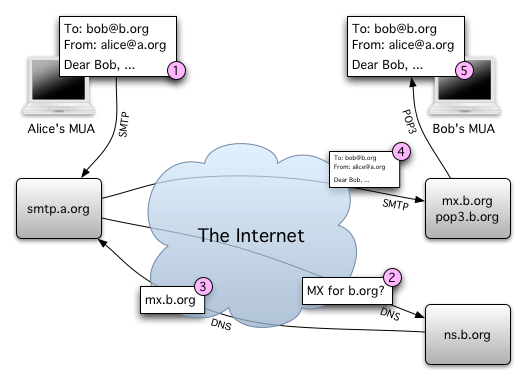 To: bob@b.org
From: alice@a.org
Dear Bob, ...
1
Alice's MUA
SMTP
To: bob@b.org
From: alice@a.org
Dear Bob, ...
5
Bob's MUA
POP3
smtp.a.org
To: bob@b.org
From: alice@a.org
Dear Bob, ...
4
SMTP
mx.b.org
pop3.b.org
The Internet
mx.b.org
3
DNS
MX for b.org?
2
DNS
ns.b.org